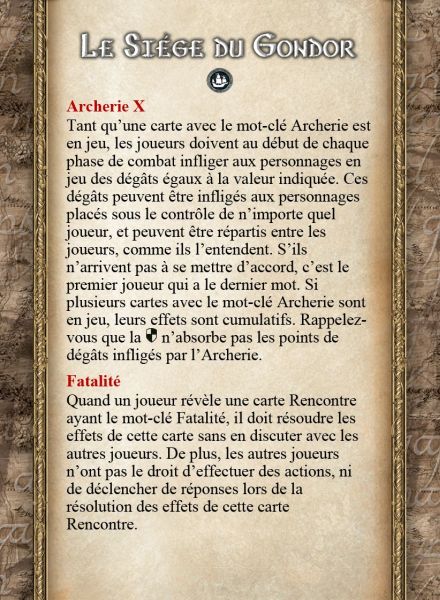 Le Siége du Gondor
Archerie X
Tant qu'une carte avec le mot-clé Archerie est
en jeu, les joueurs doivent au début de chaque
phase de combat infliger aux personnages en
jeu des dégâts égaux à la valeur indiquée. Ces
dégâts peuvent être infligés aux personnages
placés sous le contrôle de n'importe quel
joueur, et peuvent être répartis entre les
joueurs, comme ils l'entendent. S'ils
n'arrivent pas à se mettre d'accord, c'est le
premier joueur qui a le dernier mot. Si
plusieurs cartes avec le mot-clé Archerie sont
en jeu, leurs effets sont cumulatifs. Rappelez-
vous que la n'absorbe pas les points de
dégâts infligés par l'Archerie.
Fatalité
Quand un joueur révèle une carte Rencontre
ayant le mot-clé Fatalité, il doit résoudre les
effets de cette carte sans en discuter avec les
autres joueurs. De plus, les autres joueurs
n'ont pas le droit d'effectuer des actions, ni
de déclencher de réponses lors de la
résolution des effets de cette carte
Rencontre.